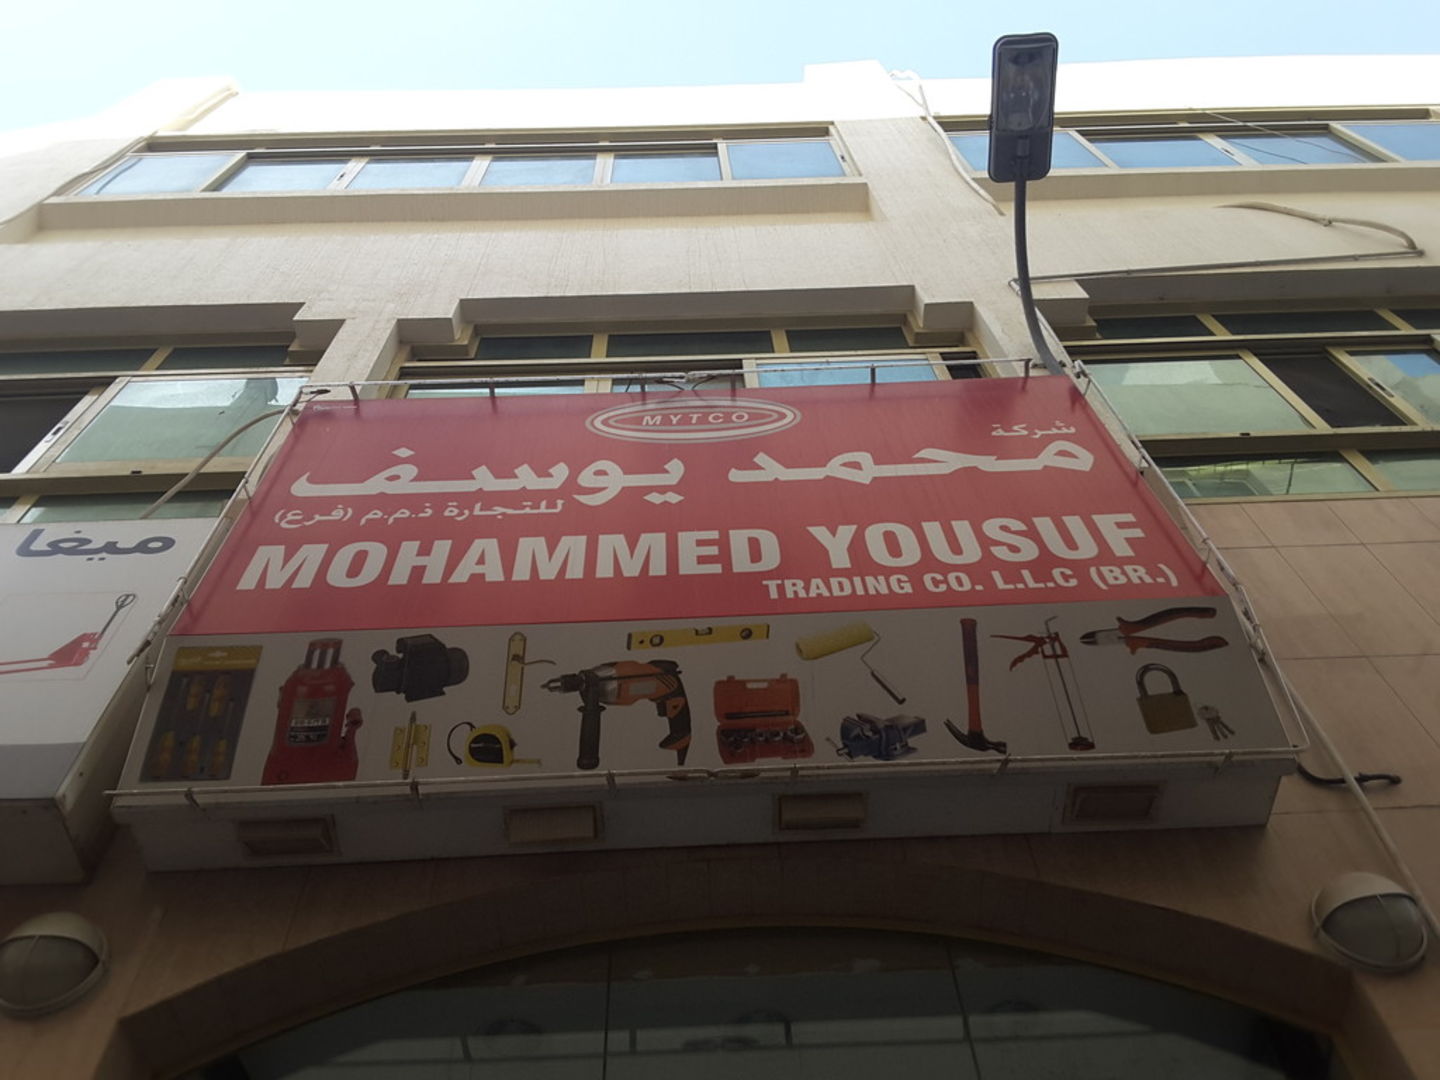 MYTCO
شركة
محمد يوسف
للتجارة ذ.م.م (فرع)
MOHAMMED YOUSUF
TRADING CO. L.L.C (BR.)
ميغا